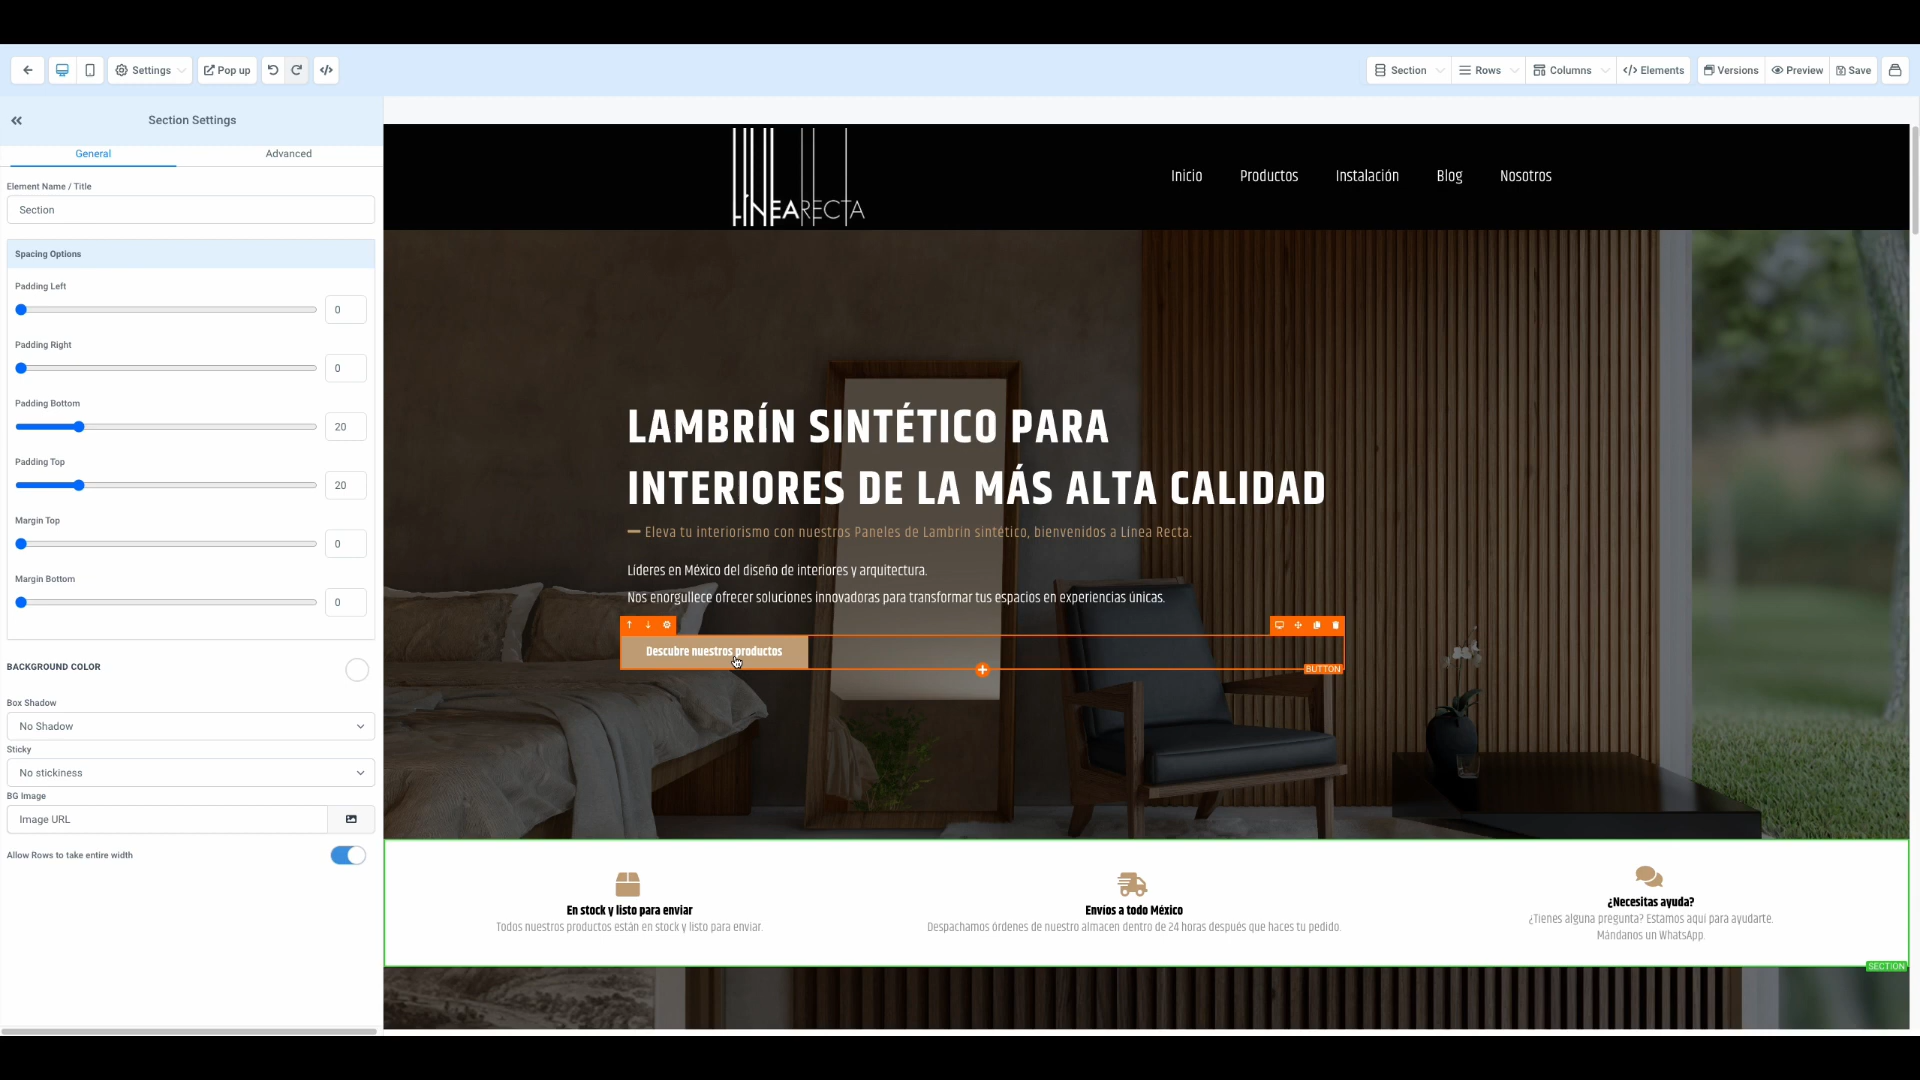 Settings
Pop up
Section
Rows
Columns
Elements
Versions
Preview
Save
Section Settings
General
Advanced
Element Name / Title
Section
Spacing Options
Padding Left
0
Padding Right
0
Padding Bottom
20
Padding Top
20
Margin Top
0
Margin Bottom
0
BACKGROUND COLOR
Box Shadow
No Shadow
Sticky
No stickiness
BG Image
Image URL
Allow Rows to take entire width
LÍNEARECTA
Inicio
Productos
Instalación
Blog
Nosotros
LAMBRÍN SINTÉTICO PARA
INTERIORES DE LA MÁS ALTA CALIDAD
Eleva tu interiorismo con nuestros Paneles de Lambrín sintético, bienvenidos a Línea Recta.
Líderes en México del diseño de interiores y arquitectura.
Nos enorgullece ofrecer soluciones innovadoras para transformar tus espacios en experiencias únicas.
Descubre nuestros productos
BUTTON
En stock y listo para enviar
Todos nuestros productos están en stock y listo para enviar.
Envíos a todo México
Despachamos órdenes de nuestro almacen dentro de 24 horas después que haces tu pedido.
¿Necesitas ayuda?
¿Tienes alguna pregunta? Estamos aquí para ayudarte.
Mándanos un WhatsApp.
SECTION